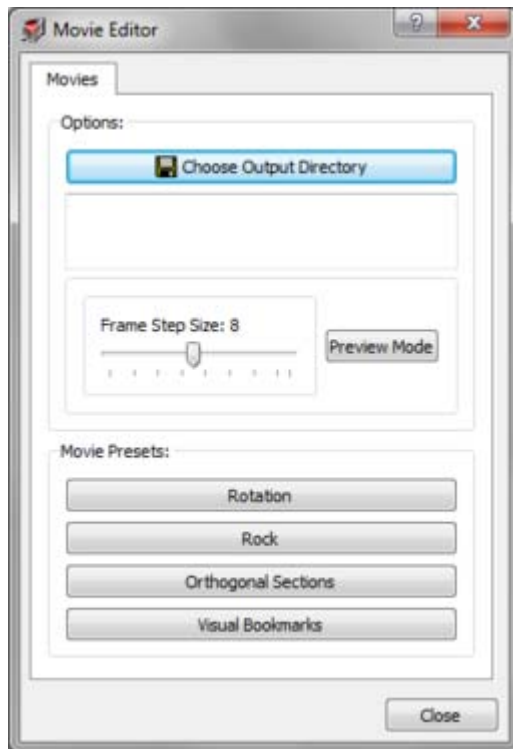 Movie Editor
Movies
Options:
Choose Output Directory
Frame Step Size: 8
Preview Mode
Movie Presets:
Rotation
Rock
Orthogonal Sections
Visual Bookmarks
Close